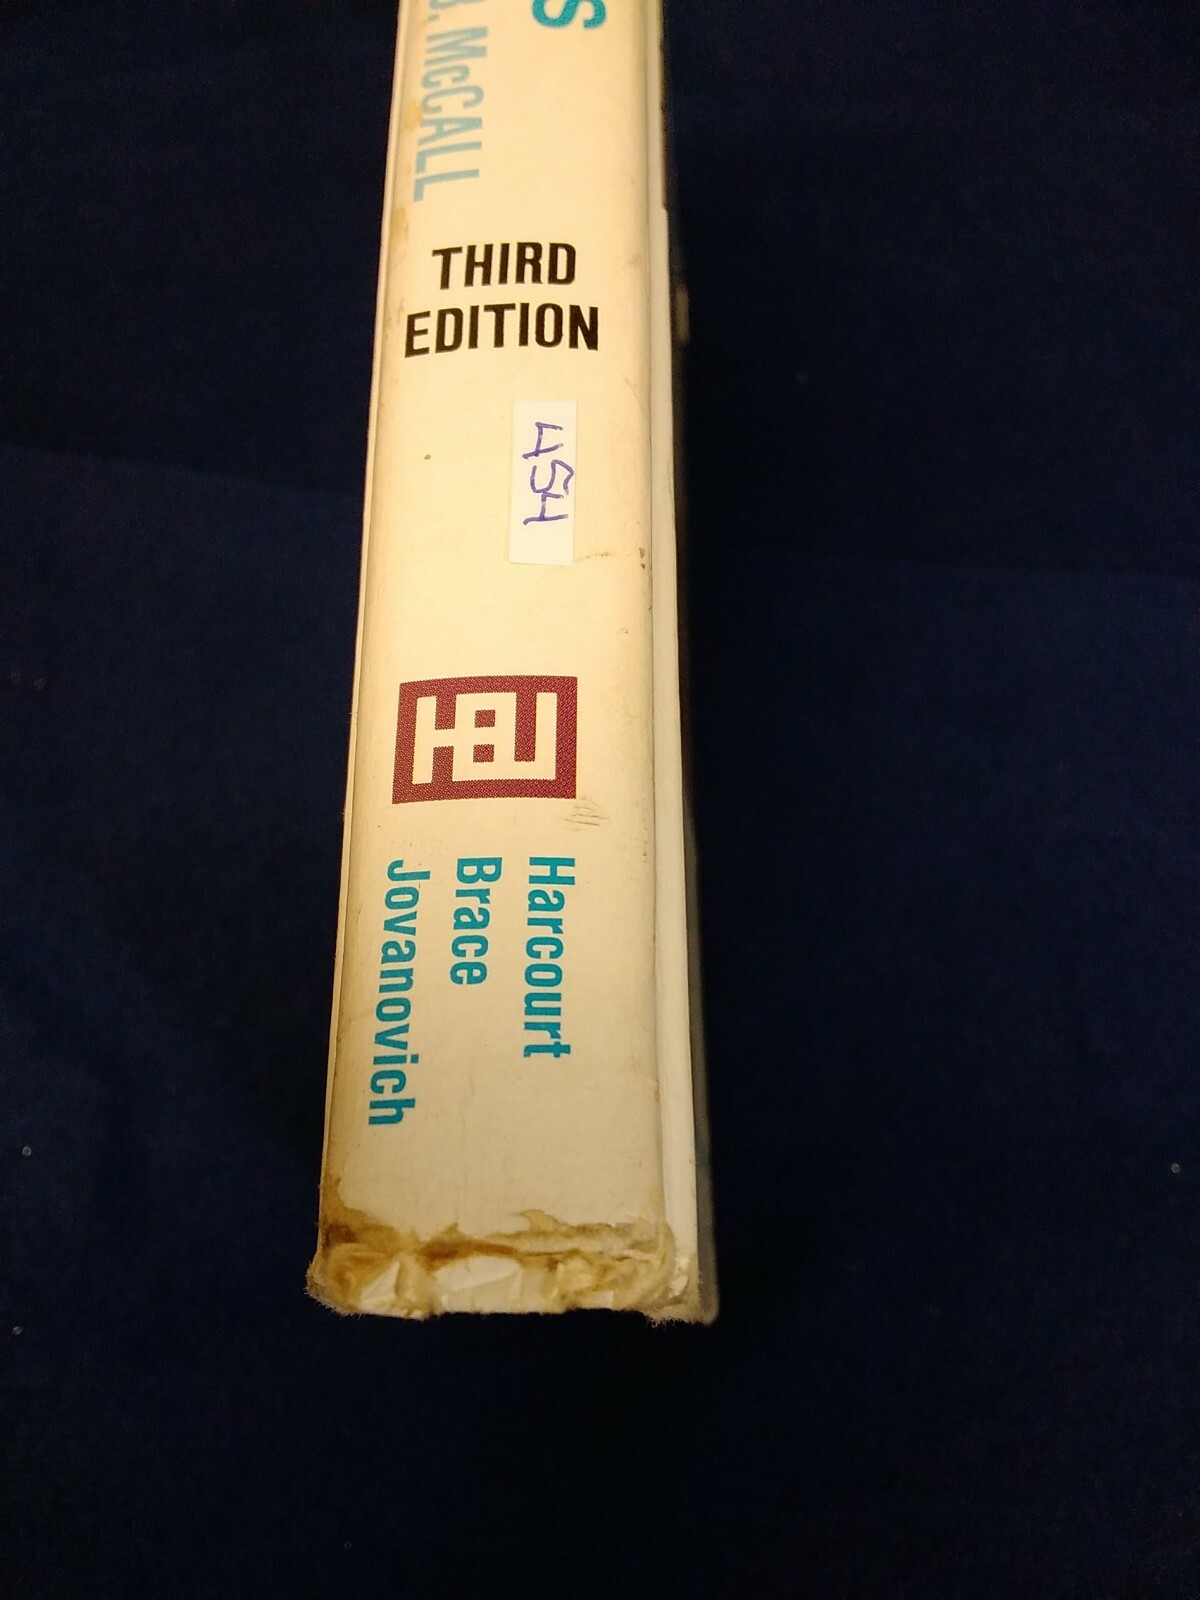 S
B. McCALL
THIRD
EDITION
454
HBJ
Harcourt
Brace
Jovanovich